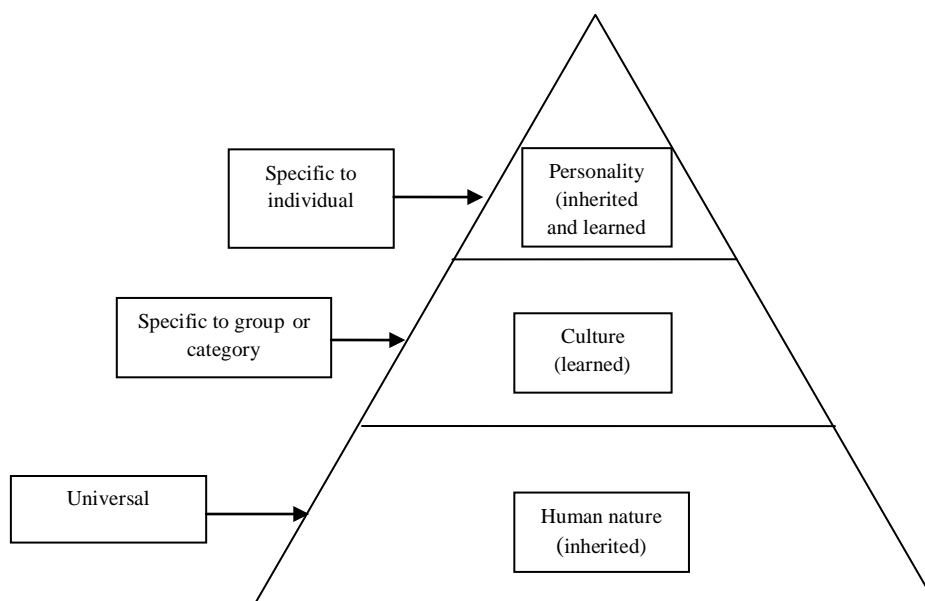 Specific to
individual
Personality
(inherited
and learned
Specific to group or
category
Culture
(learned)
Universal
Human nature
(inherited)